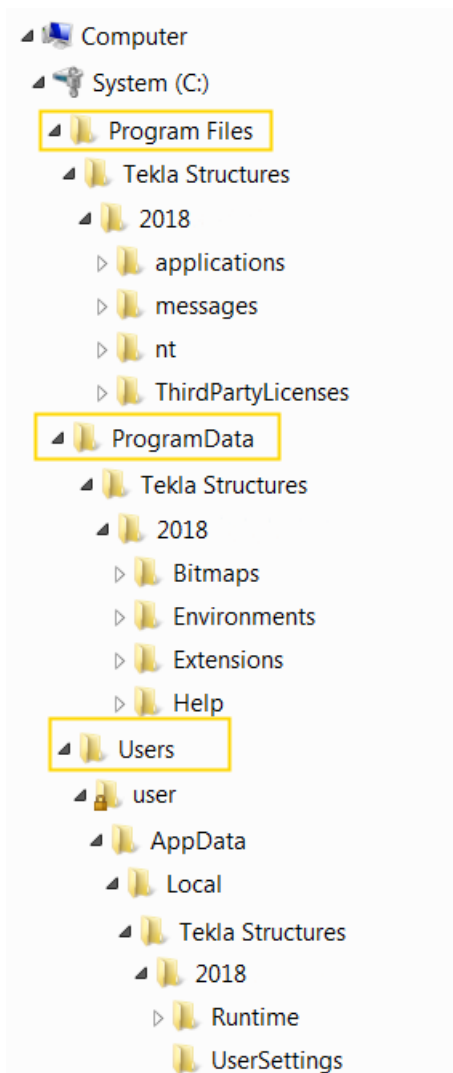 Computer
System (C:)
Program Files
Tekla Structures
2018
applications
messages
nt
ThirdPartyLicenses
ProgramData
Tekla Structures
2018
Bitmaps
Environments
Extensions
Help
Users
user
AppData
Local
Tekla Structures
2018
Runtime
UserSettings